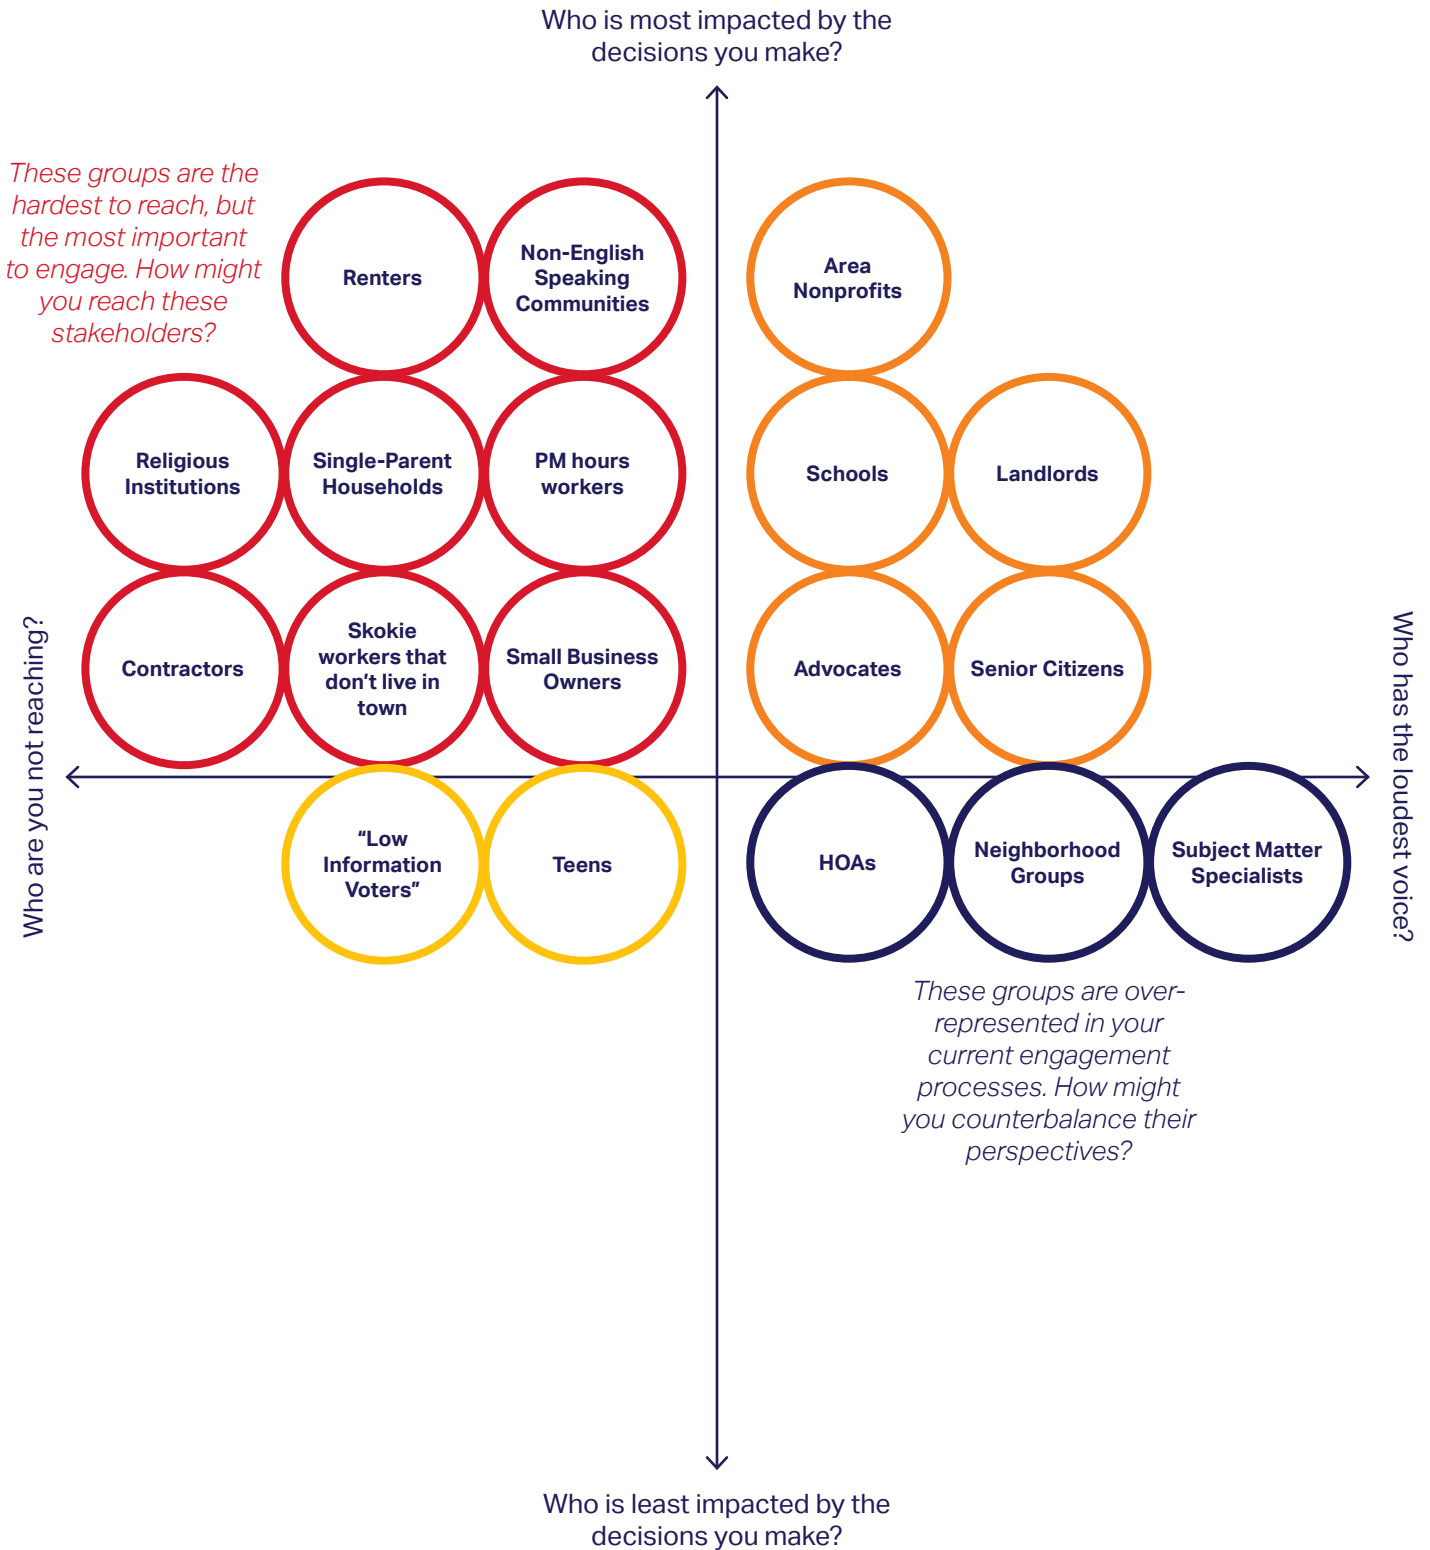 Who is most impacted by the
decisions you make?
These groups are the
hardest to reach, but
the most important
to engage. How might
you reach these
stakeholders?
Renters
Non-English
Speaking
Communities
Area
Nonprofits
Religious
Institutions
Single-Parent
Households
PM hours
workers
Schools
Landlords
Contractors
Skokie
workers that
don’t live in
town
Small Business
Owners
Advocates
Senior Citizens
Who are you not reaching?
Who has the loudest voice?
“Low
Information
Voters”
Teens
HOAs
Neighborhood
Groups
Subject Matter
Specialists
These groups are over-
represented in your
current engagement
processes. How might
you counterbalance their
perspectives?
Who is least impacted by the
decisions you make?